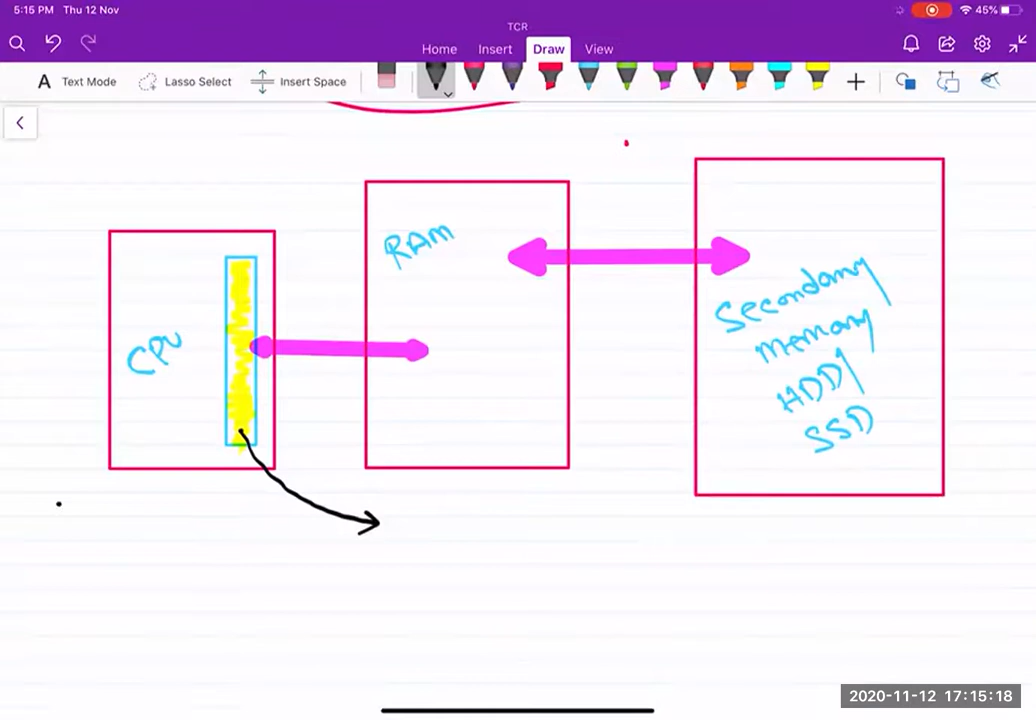 5:15 PM Thu 12 Nov
45%
TCR
Home Insert Draw View
A Text Mode Lasso Select Insert Space
RAM
CPU
Secondary
memory
HDD/
SSD
2020-11-12 17:15:18